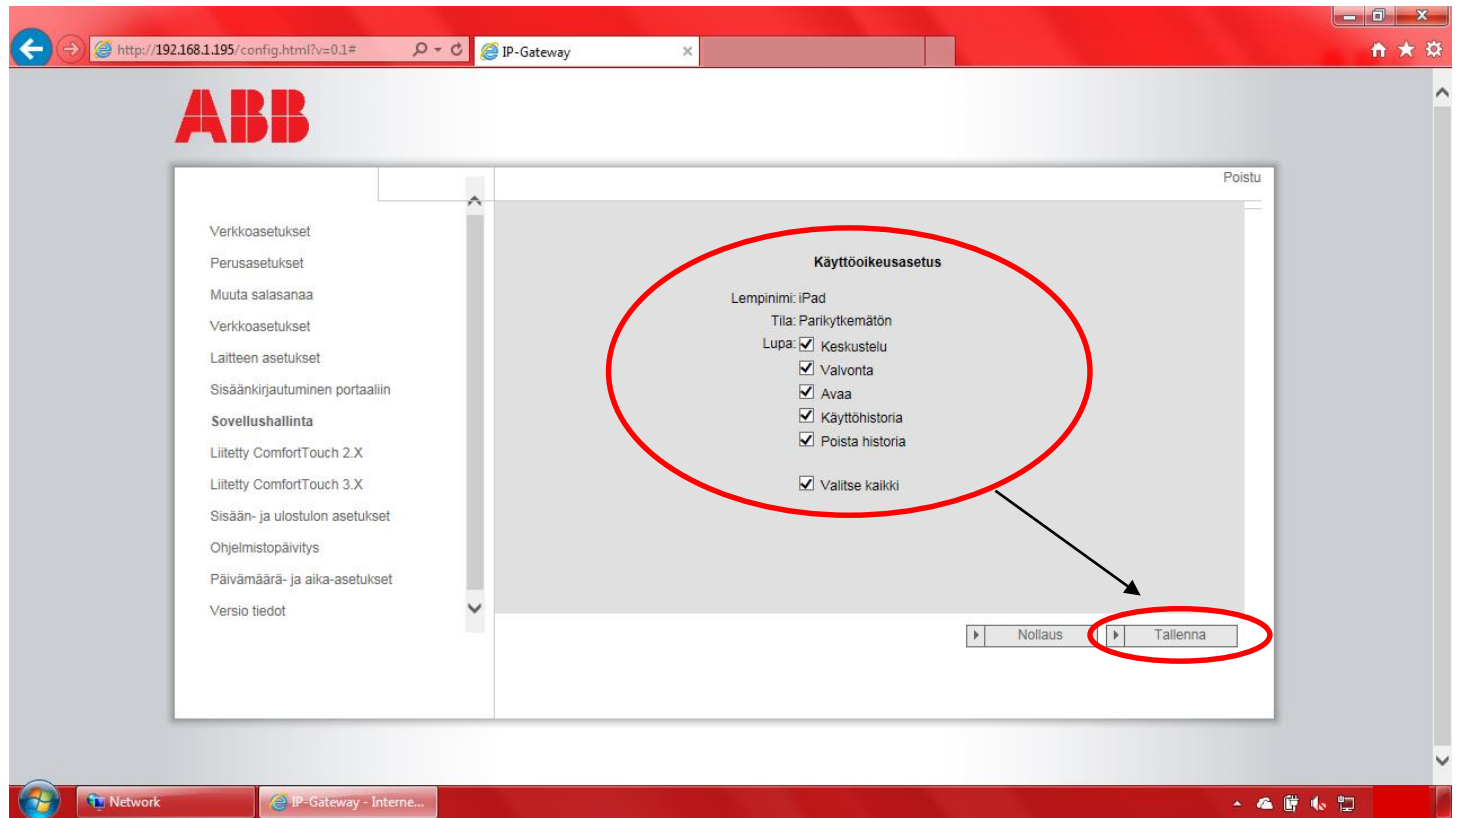 http://192.168.1.195/config.html?v=0.1#
IP-Gateway
ABB
Poistu
Verkkoasetukset
Perusasetukset
Muuta salasanaa
Verkkoasetukset
Laitteen asetukset
Sisäänkirjautuminen portaaliin
Sovellushallinta
Liitetty ComfortTouch 2.X
Liitetty ComfortTouch 3.X
Sisään- ja ulostulon asetukset
Ohjelmistopäivitys
Päivämäärä- ja aika-asetukset
Versio tiedot
Käyttöoikeusasetus
Lempinimi: iPad
Tila: Parikytkemätön
Lupa: Keskustelu
Valvonta
Avaa
Käyttöhistoria
Poista historia
Valitse kaikki
Nollaus
Tallenna
Network
IP-Gateway - Interne...